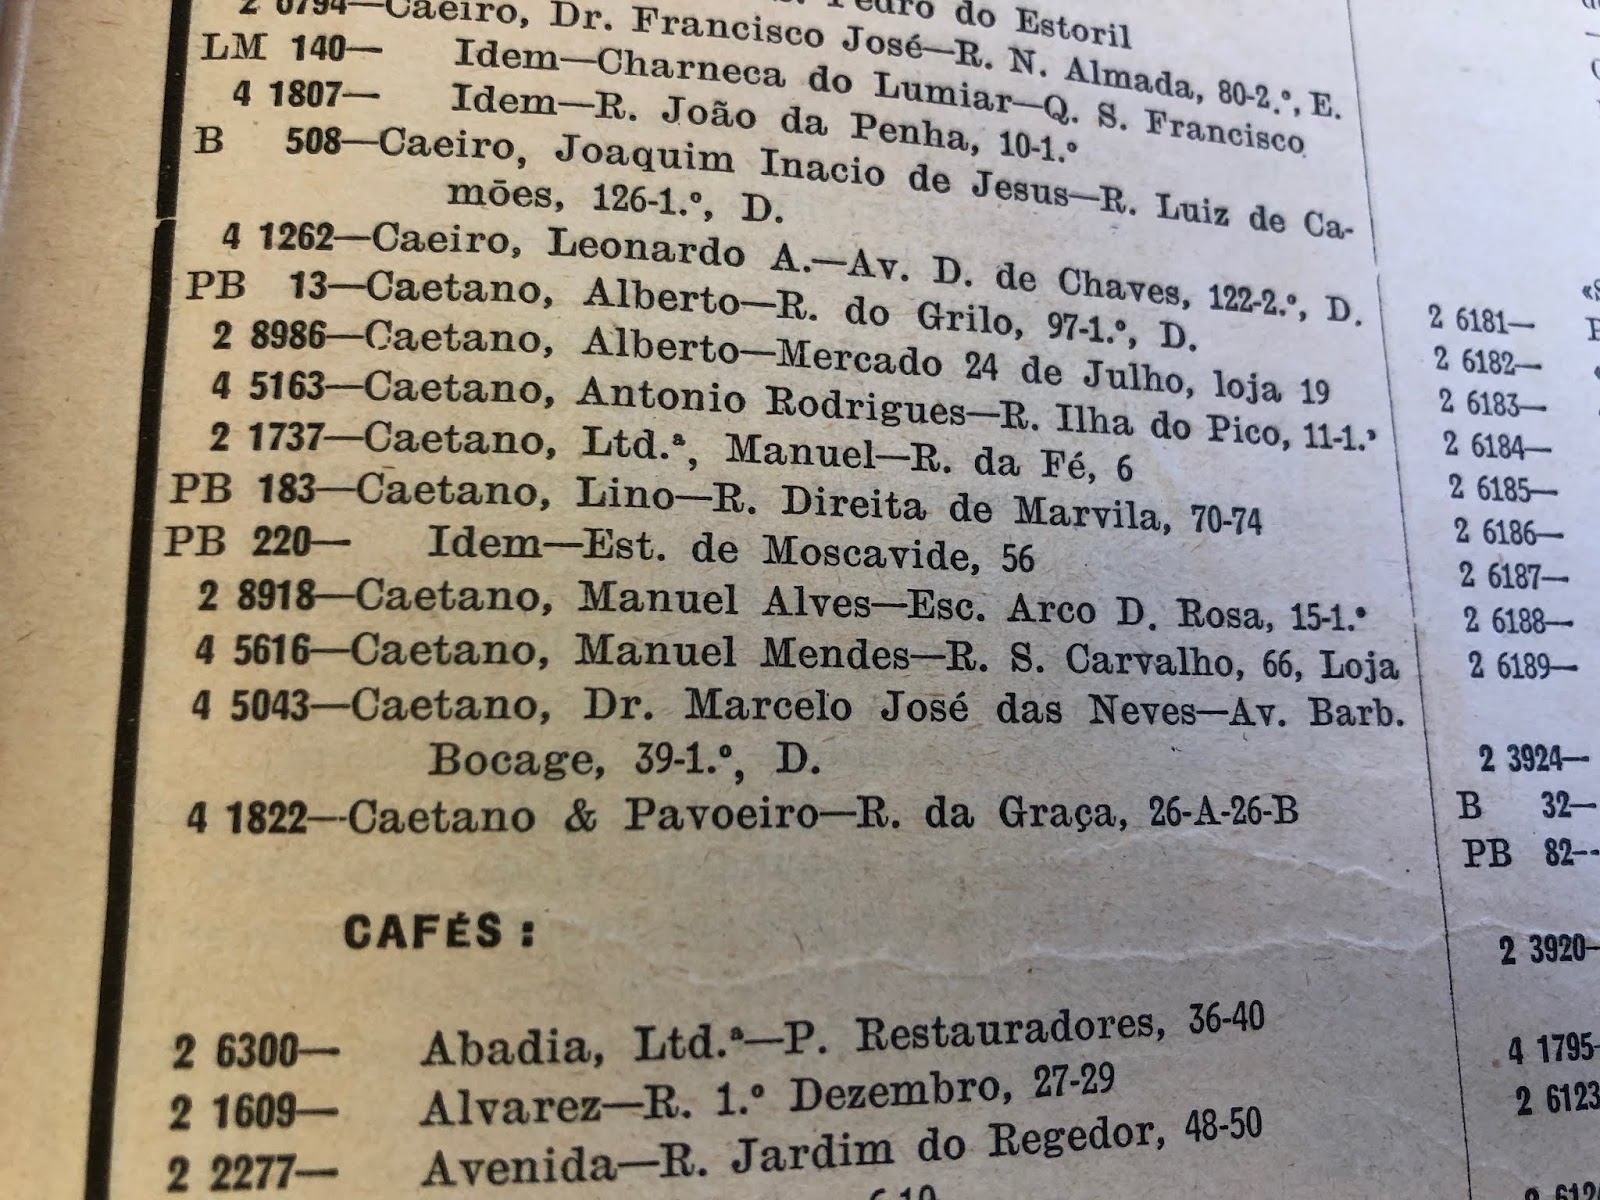 do Estoril
Caeiro, Dr. Francisco José—R. N. Almada, 80-2.º, E.
LM 140— Idem—Charneca do Lumiar—Q. S. Francisco
4 1807— Idem—R. João da Penha, 10-1.º
B 508—Caeiro, Joaquim Inacio de Jesus—R. Luiz de Ca-
mões, 126-1.º, D.
4 1262—Caeiro, Leonardo A.—Av. D. de Chaves, 122-2.º, D.
PB 13—Caetano, Alberto—R. do Grilo, 97-1.º, D.
2 8986—Caetano, Alberto—Mercado 24 de Julho, loja 19
4 5163—Caetano, Antonio Rodrigues—R. Ilha do Pico, 11-1.º
2 1737—Caetano, Ltd.ª, Manuel—R. da Fé, 6
PB 183—Caetano, Lino—R. Direita de Marvila, 70-74
PB 220— Idem—Est. de Moscavide, 56
2 8918—Caetano, Manuel Alves—Esc. Arco D. Rosa, 15-1.º
4 5616—Caetano, Manuel Mendes—R. S. Carvalho, 66, Loja
4 5043—Caetano, Dr. Marcelo José das Neves—Av. Barb.
Bocage, 39-1.º, D.
4 1822—Caetano & Pavoeiro—R. da Graça, 26-A-26-B
CAFÉS:
2 6300— Abadia, Ltd.ª—P. Restauradores, 36-40
2 1609— Alvarez—R. 1.º Dezembro, 27-29
2 2277— Avenida—R. Jardim do Regedor, 48-50
2 6181—
2 6182—
2 6183—
2 6184—
2 6185—
2 6186—
2 6187—
2 6188—
2 6189—
2 3924—
B 32—
PB 82—
2 3920—
4 1795—
2 6123